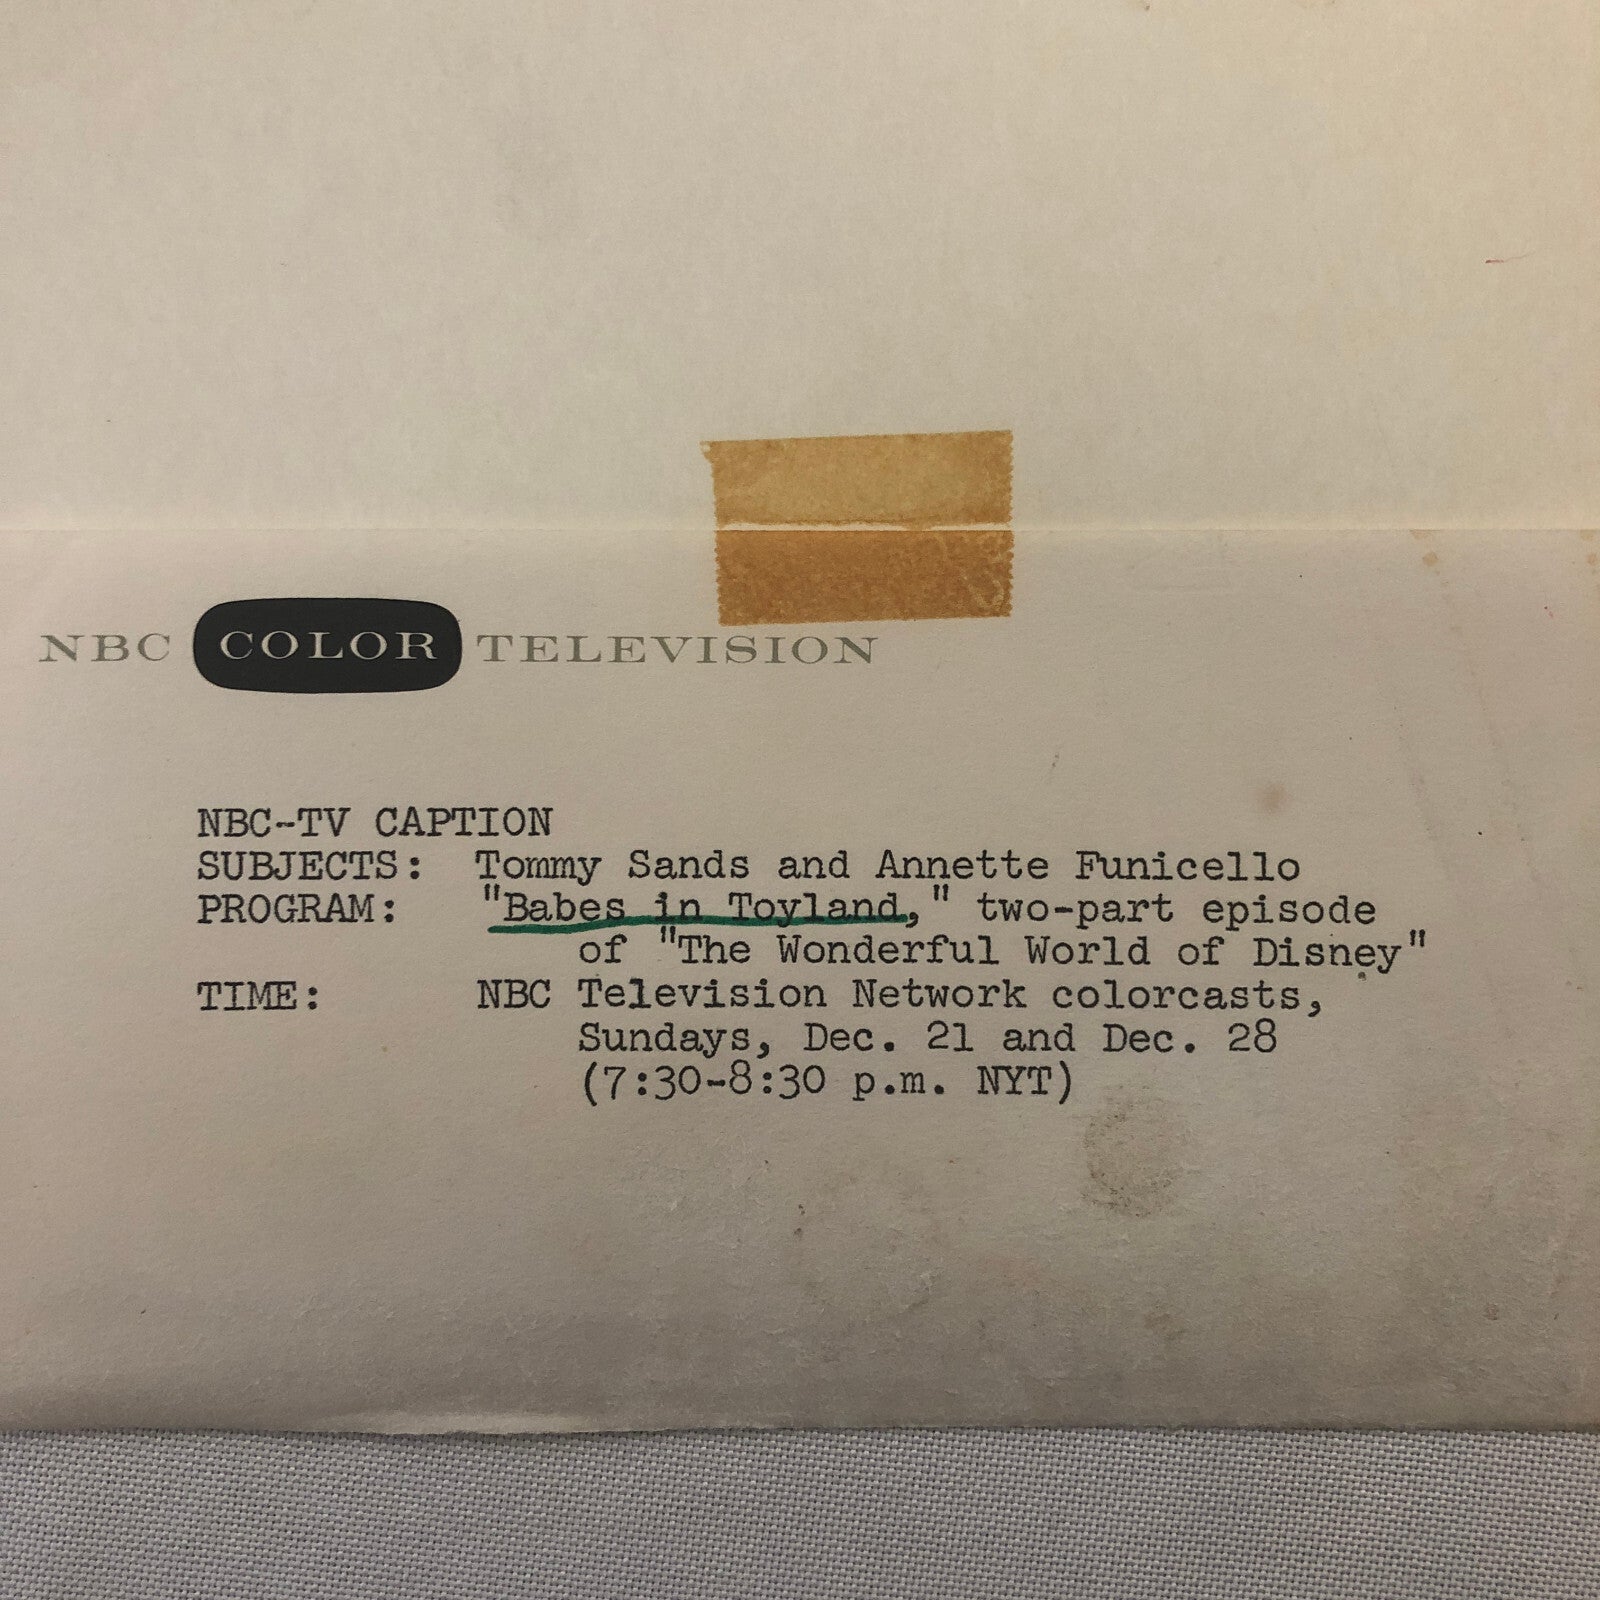 NBC COLOR TELEVISION
NBC-TV CAPTION
SUBJECTS: Tommy Sands and Annette Funicello
PROGRAM: "Babes in Toyland," two-part episode
of "The Wonderful World of Disney"
TIME: NBC Television Network colorcasts,
Sundays, Dec. 21 and Dec. 28
(7:30-8:30 p.m. NYT)